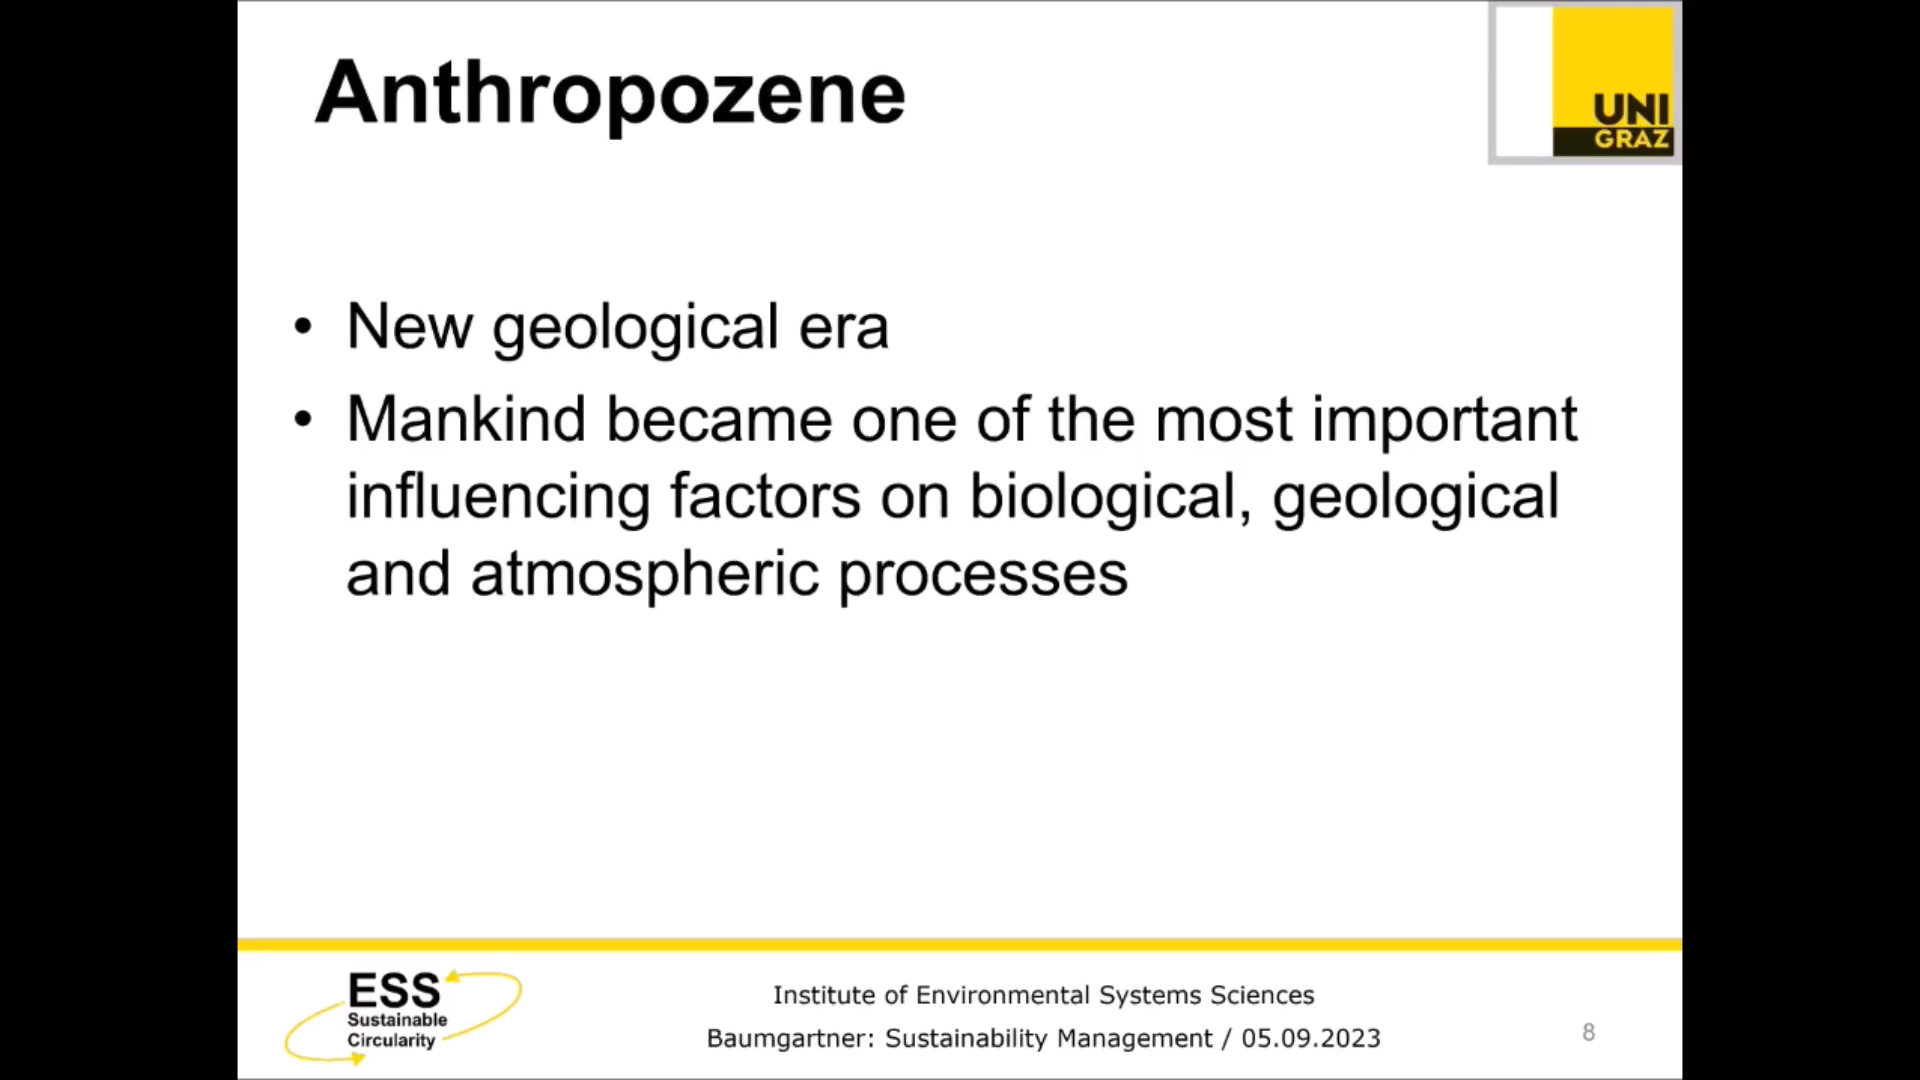 Anthropozene
UNI
GRAZ
• New geological era
• Mankind became one of the most important
influencing factors on biological, geological
and atmospheric processes
ESS
Sustainable
Circularity
Institute of Environmental Systems Sciences
Baumgartner: Sustainability Management / 05.09.2023
8